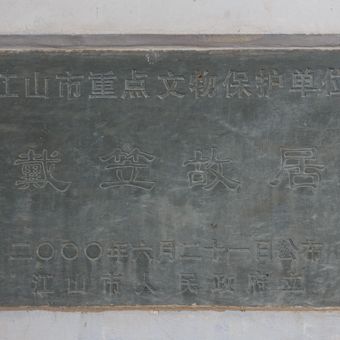 江山市重点文物保护单位
戴笠故居
二〇〇〇年六月二十一日公布
江山市人民政府立